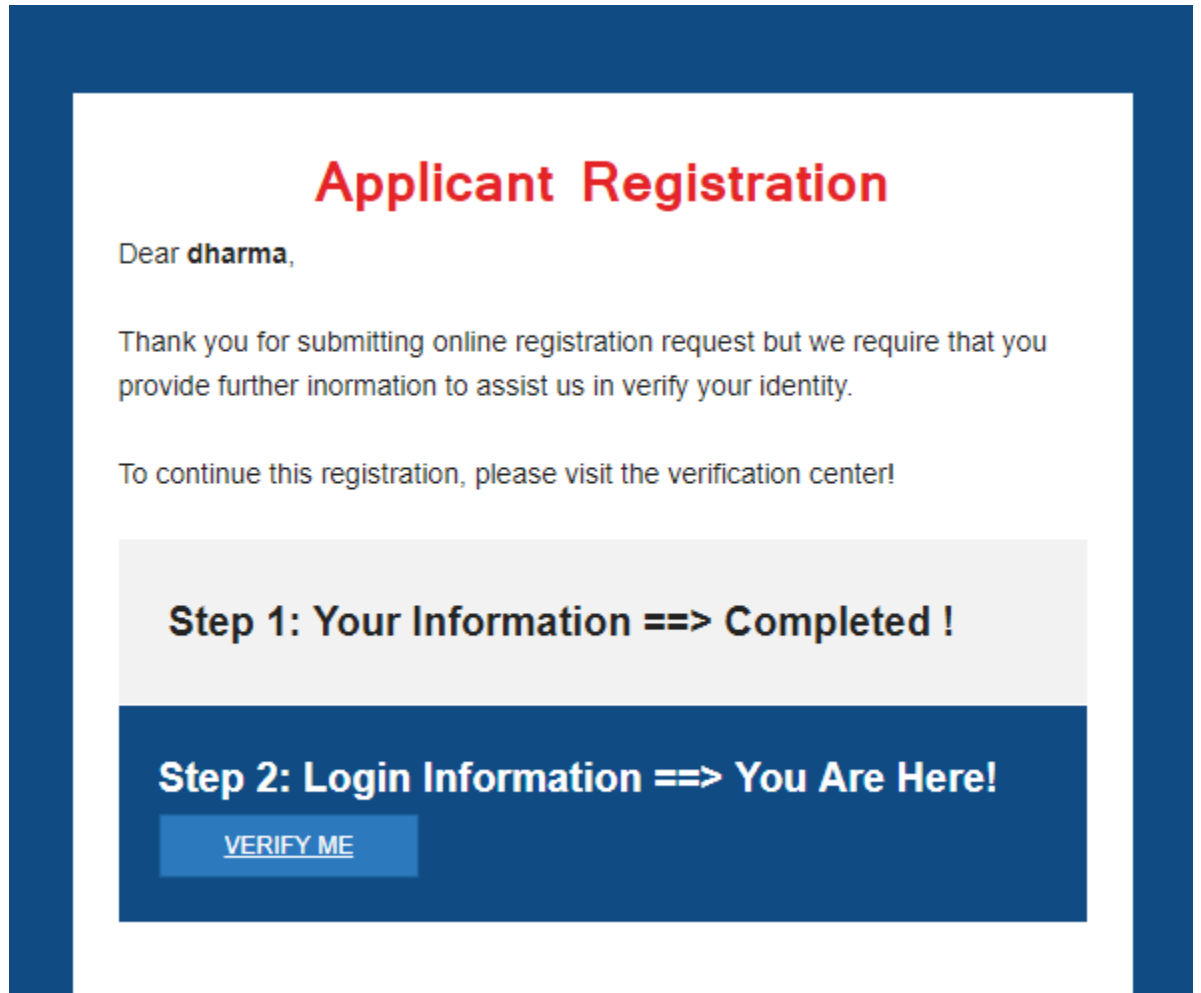 Applicant Registration
Dear dharma,
Thank you for submitting online registration request but we require that you
provide further inormation to assist us in verify your identity.
To continue this registration, please visit the verification center!
Step 1: Your Information ==> Completed !
Step 2: Login Information ==> You Are Here!
VERIFY ME